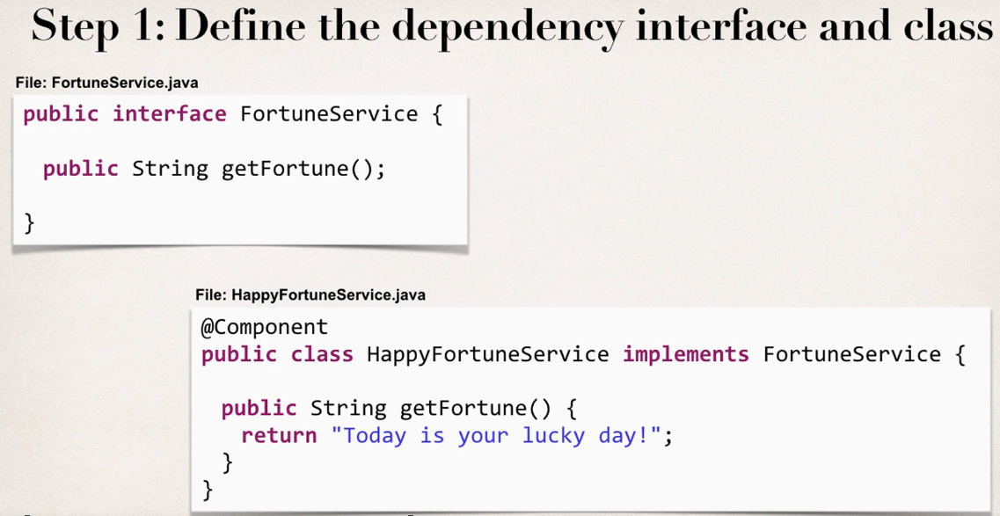 Step 1: Define the dependency interface and class
File: FortuneService.java
public interface FortuneService {
public String getFortune();
}
File: HappyFortuneService.java
@Component
public class HappyFortuneService implements FortuneService {
public String getFortune() {
return "Today is your lucky day!";
}
}